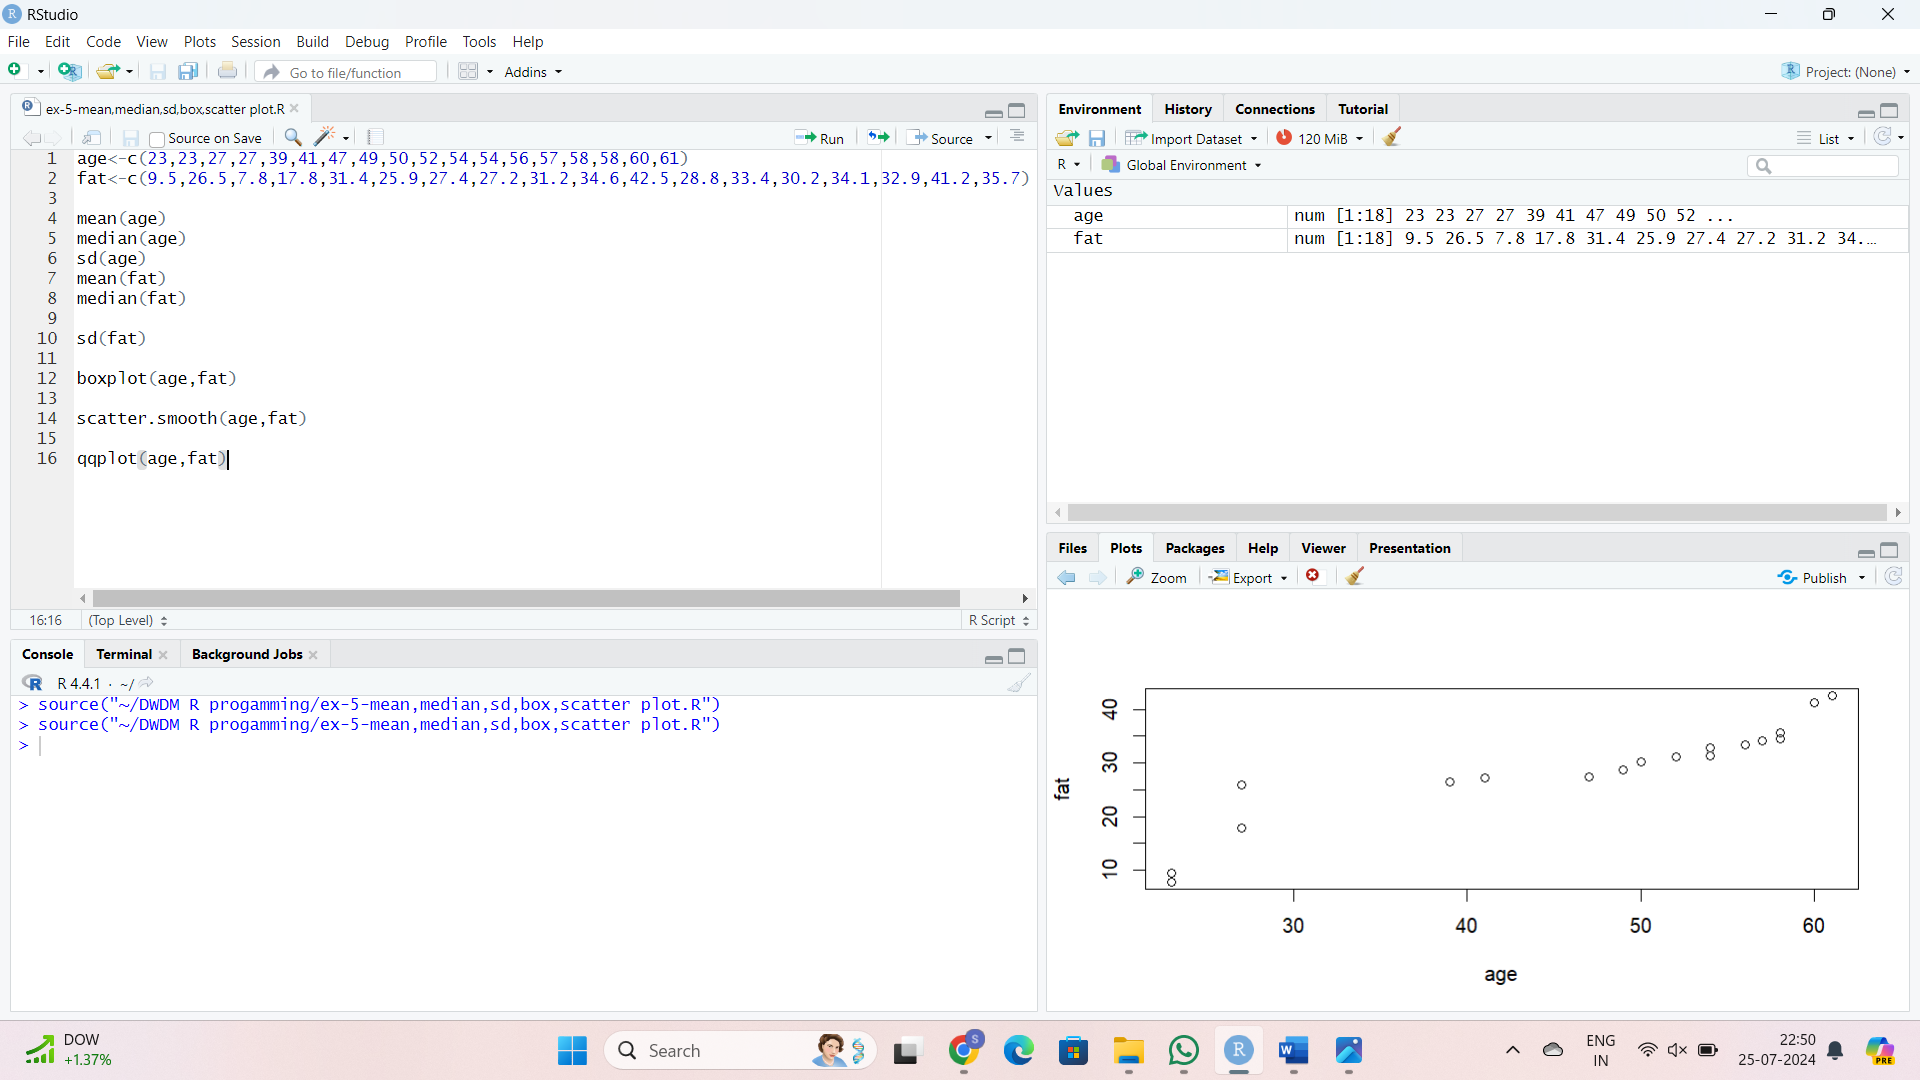 RStudio
File Edit Code View Plots Session Build Debug Profile Tools Help
Go to file/function Addins Project: (None)
ex-5-mean,median,sd,box,scatter plot.R
Source on Save Run Source
1 age<-c(23,23,27,27,39,41,47,49,50,52,54,54,56,57,58,58,60,61)
2 fat<-c(9.5,26.5,7.8,17.8,31.4,25.9,27.4,27.2,31.2,34.6,42.5,28.8,33.4,30.2,34.1,32.9,41.2,35.7)
3
4 mean(age)
5 median(age)
6 sd(age)
7 mean(fat)
8 median(fat)
9
10 sd(fat)
11
12 boxplot(age,fat)
13
14 scatter.smooth(age,fat)
15
16 qqplot(age,fat)
16:16 (Top Level) R Script
Console Terminal Background Jobs
R R 4.4.1 · ~/
> source("~/DWDM R progamming/ex-5-mean,median,sd,box,scatter plot.R")
> source("~/DWDM R progamming/ex-5-mean,median,sd,box,scatter plot.R")
>
Environment History Connections Tutorial
Import Dataset 120 MiB List
R Global Environment
Values
age num [1:18] 23 23 27 27 39 41 47 49 50 52 ...
fat num [1:18] 9.5 26.5 7.8 17.8 31.4 25.9 27.4 27.2 31.2 34.…
Files Plots Packages Help Viewer Presentation
Zoom Export Publish
fat
40
30
20
10
30 40 50 60
age
DOW
+1.37%
Search
S
R
W
PRE
ENG
IN
22:50
25-07-2024